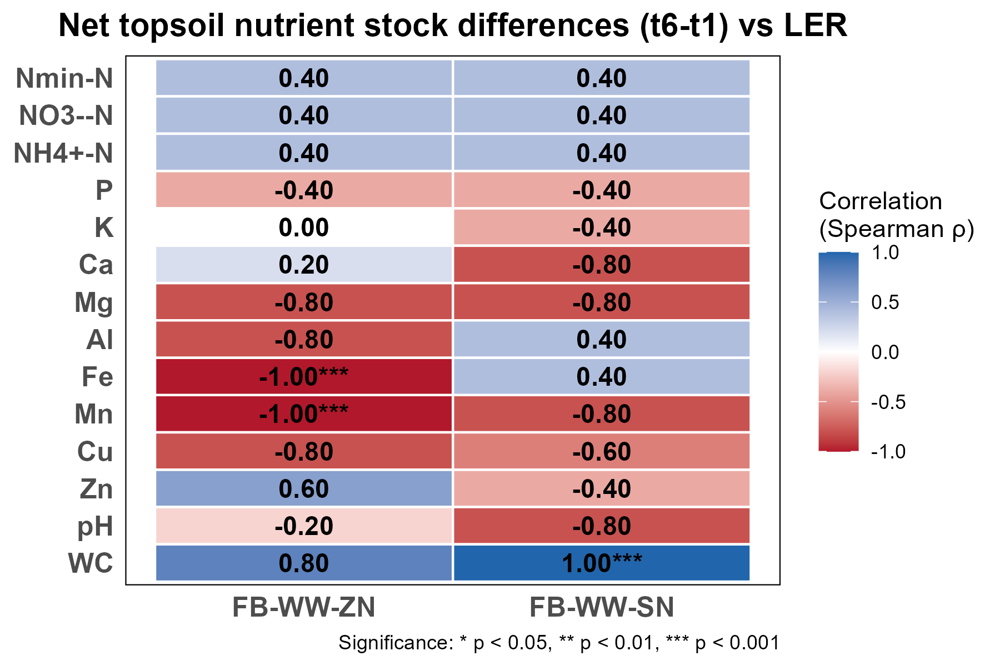 Net topsoil nutrient stock differences (t6-t1) vs LER
Nmin-N 0.40 0.40
NO3--N 0.40 0.40
NH4+-N 0.40 0.40
P -0.40 -0.40
K 0.00 -0.40
Ca 0.20 -0.80
Mg -0.80 -0.80
Al -0.80 0.40
Fe -1.00*** 0.40
Mn -1.00*** -0.80
Cu -0.80 -0.60
Zn 0.60 -0.40
pH -0.20 -0.80
WC 0.80 1.00***
FB-WW-ZN FB-WW-SN
Correlation
(Spearman ρ)
1.0
0.5
0.0
-0.5
-1.0
Significance: * p < 0.05, ** p < 0.01, *** p < 0.001